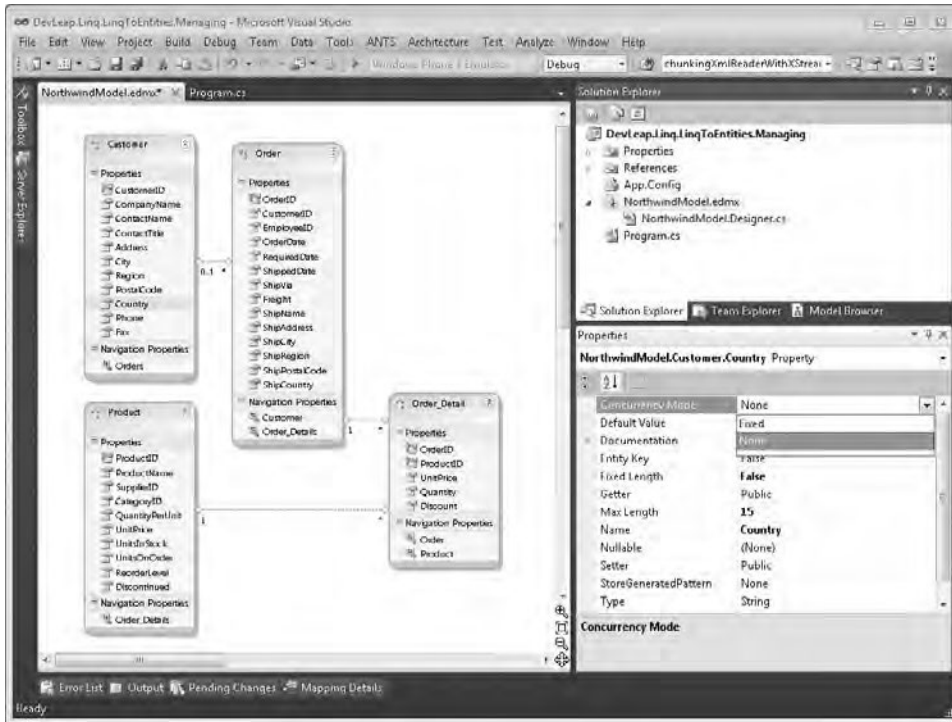 DevLeap.Linq.LinqToEntities.Managing - Microsoft Visual Studio
File Edit View Project Build Debug Team Data Tools ANTS Architecture Test Analyze Window Help
Windows Phone 7 Emulator Debug chunkingXmlReaderWithXStrea
Toolbox
Server Explorer
NorthwindModel.edmx* Program.cs
Customer
Properties
CustomerID
CompanyName
ContactName
ContactTitle
Address
City
Region
PostalCode
Country
Phone
Fax
Navigation Properties
Orders
0..1 *
Order
Properties
OrderID
CustomerID
EmployeeID
OrderDate
RequiredDate
ShippedDate
ShipVia
Freight
ShipName
ShipAddress
ShipCity
ShipRegion
ShipPostalCode
ShipCountry
Navigation Properties
Customer
Order_Details
1 *
Product
Properties
ProductID
ProductName
SupplierID
CategoryID
QuantityPerUnit
UnitPrice
UnitsInStock
UnitsOnOrder
ReorderLevel
Discontinued
Navigation Properties
Order_Details
1 *
Order_Detail
Properties
OrderID
ProductID
UnitPrice
Quantity
Discount
Navigation Properties
Order
Product
Solution Explorer
DevLeap.Linq.LinqToEntities.Managing
Properties
References
App.Config
NorthwindModel.edmx
NorthwindModel.Designer.cs
Program.cs
Solution Explorer Team Explorer Model Browser
Properties
NorthwindModel.Customer.Country Property
Concurrency Mode None
Default Value Fixed
Documentation None
Entity Key False
Fixed Length False
Getter Public
Max Length 15
Name Country
Nullable (None)
Setter Public
StoreGeneratedPattern None
Type String
Concurrency Mode
Error List Output Pending Changes Mapping Details
Ready